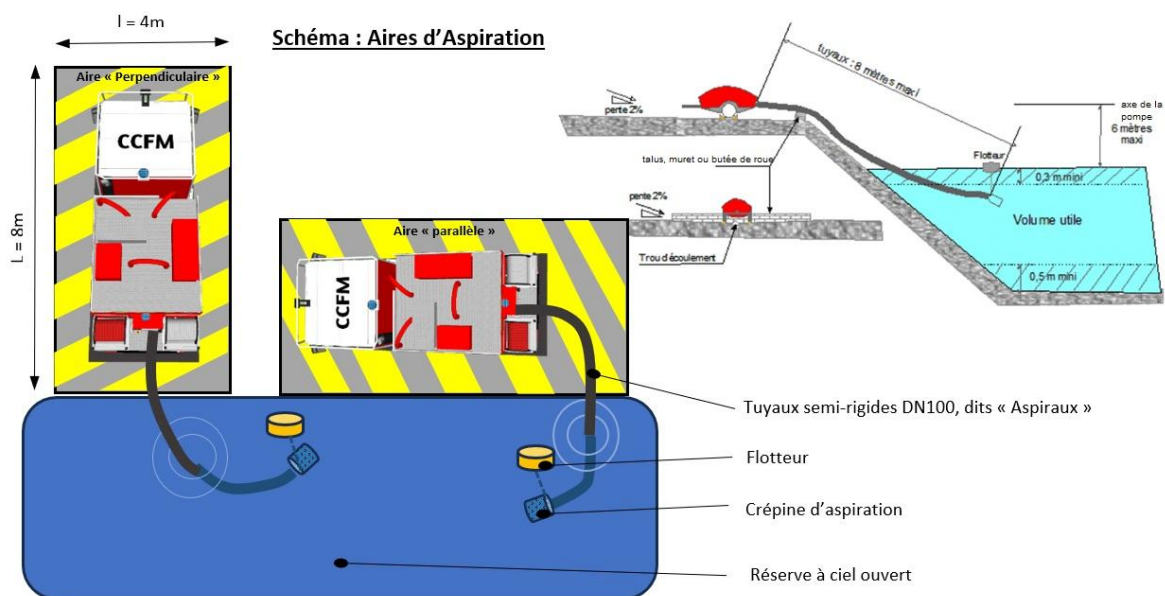 l = 4m
Schéma : Aires d’Aspiration
L = 8m
Aire « Perpendiculaire »
CCFM
Aire « parallèle »
CCFM
tuyaux : 8 mètres maxi
pente 2%
axe de la
pompe
6 mètres
maxi
talus, muret ou butée de roue
Flotteur
0,3 m mini
pente 2%
Volume utile
Trou d'écoulement
0,5 m mini
Tuyaux semi-rigides DN100, dits « Aspiraux »
Flotteur
Crépine d’aspiration
Réserve à ciel ouvert